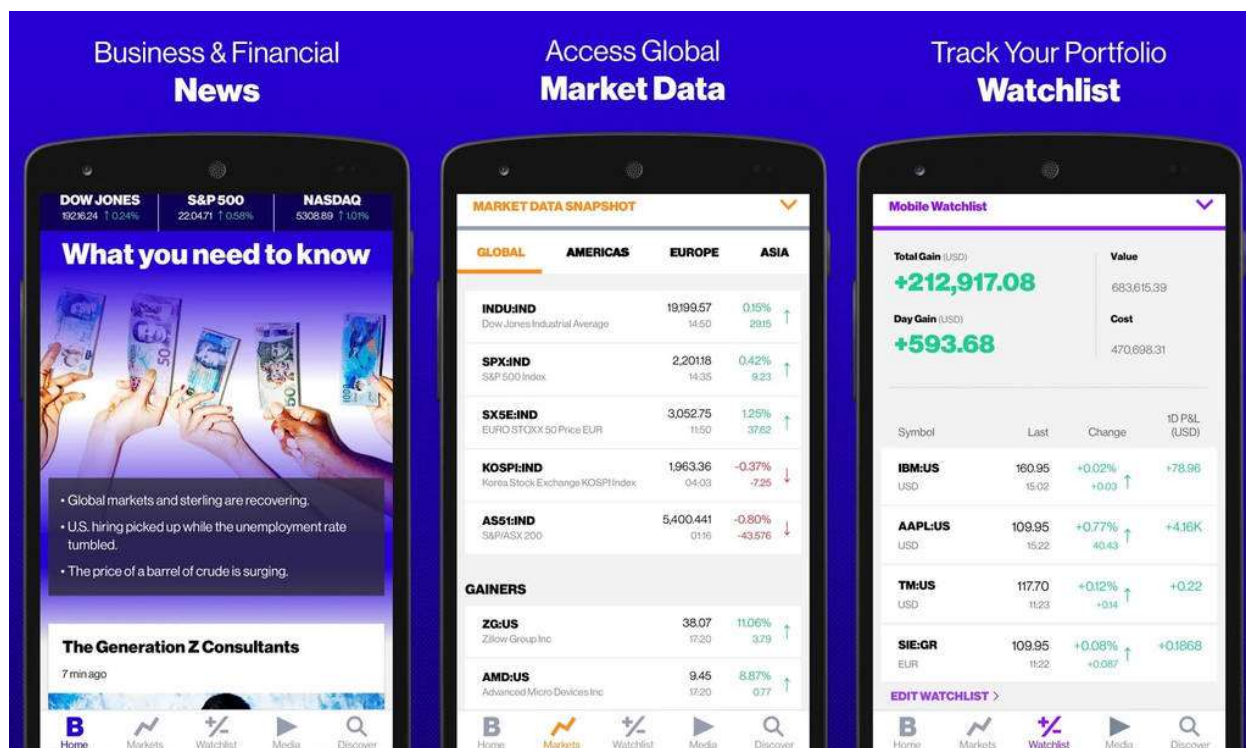 Business & Financial
News
DOW JONES
19216.24 ↑ 0.24%
S&P 500
22.04.71 ↑ 0.58%
NASDAQ
5308.89 ↑ 1.01%
What you need to know
• Global markets and sterling are recovering.
• U.S. hiring picked up while the unemployment rate
tumbled.
• The price of a barrel of crude is surging.
The Generation Z Consultants
7 min ago
B
Home
Markets
+/-
Watchlist
Media
Discover
Access Global
Market Data
MARKET DATA SNAPSHOT
GLOBAL AMERICAS EUROPE ASIA
INDU:IND 19,199.57 0.15% ↑
Dow Jones Industrial Average 14:50 29.15
SPX:IND 2,201.18 0.42% ↑
S&P 500 Index 14:35 9.23
SX5E:IND 3,052.75 1.25% ↑
EURO STOXX 50 Price EUR 11:50 37.62
KOSPI:IND 1,963.36 -0.37% ↓
Korea Stock Exchange KOSPI Index 04:03 -7.25
AS51:IND 5,400.441 -0.80% ↓
S&P/ASX 200 01:16 -43.576
GAINERS
ZG:US 38.07 11.06% ↑
Zillow Group Inc 17:20 3.79
AMD:US 9.45 8.87% ↑
Advanced Micro Devices Inc 17:20 0.77
B
Home
Markets
+/-
Watchlist
Media
Discover
Track Your Portfolio
Watchlist
Mobile Watchlist
Total Gain (USD) Value
+212,917.08 683,615.39
Day Gain (USD) Cost
+593.68 470,698.31
1D P&L
Symbol Last Change (USD)
IBM:US 160.95 +0.02% ↑ +78.96
USD 15:02 +0.03
AAPL:US 109.95 +0.77% ↑ +4.16K
USD 15:22 40.43
TM:US 117.70 +0.12% ↑ +0.22
USD 11:23 +0.14
SIE:GR 109.95 +0.08% ↑ +0.1868
EUR 11:22 +0.087
EDIT WATCHLIST >
B
Home
Markets
+/-
Watchlist
Media
Discover